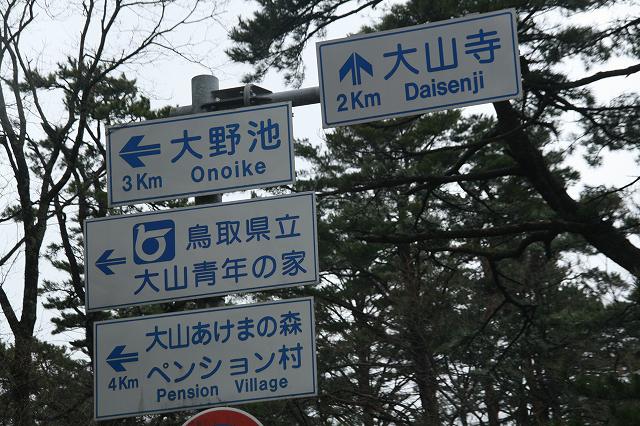 大山寺
2Km Daisenji
大野池
3Km Onoike
鳥取県立
大山青年の家
大山あけまの森
ペンション村
4Km Pension Village